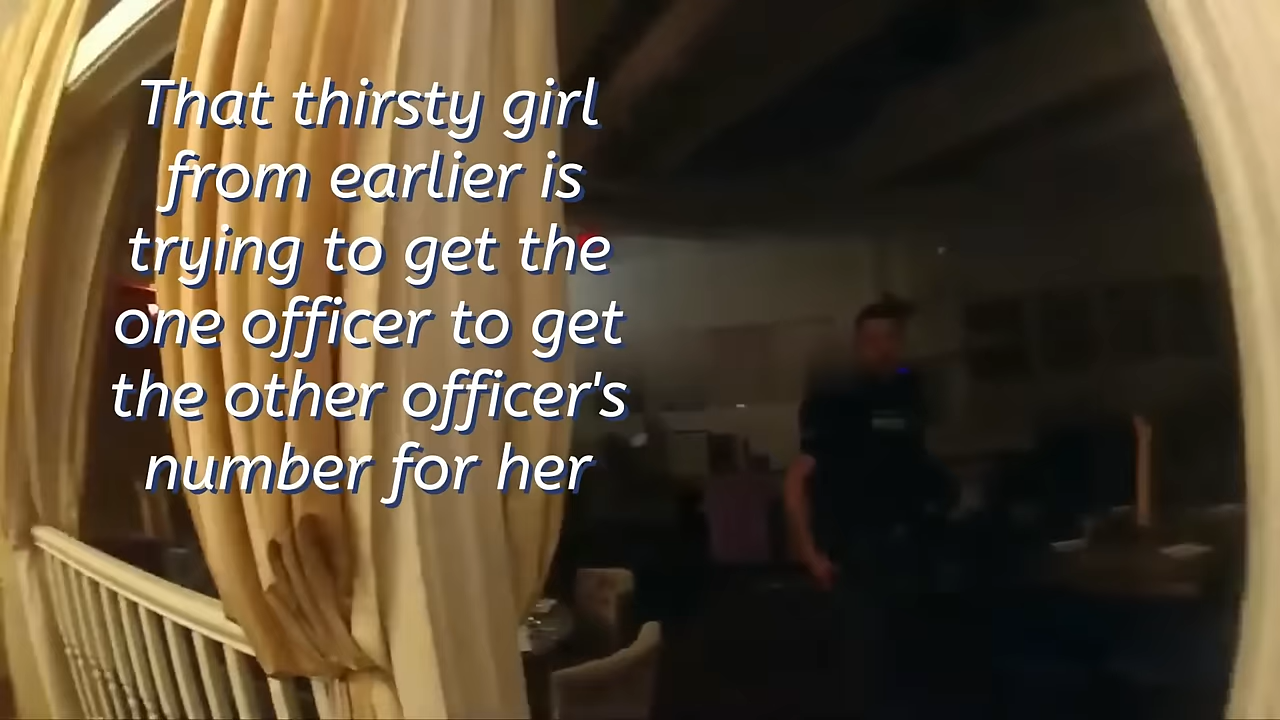 That thirsty girl
from earlier is
trying to get the
one officer to get
the other officer's
number for her